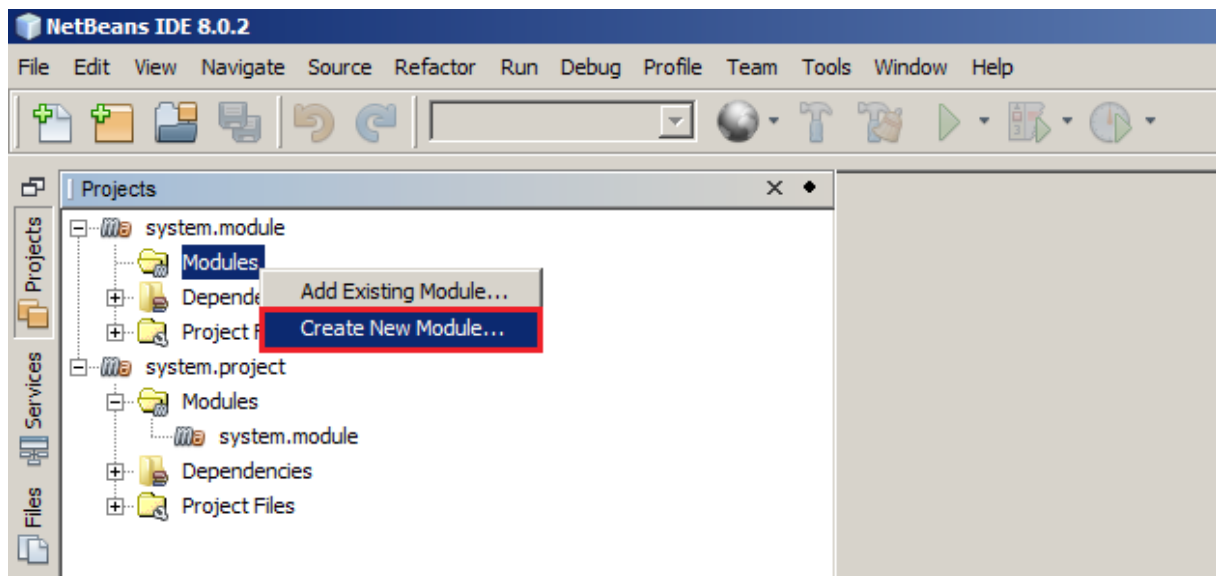 NetBeans IDE 8.0.2
File Edit View Navigate Source Refactor Run Debug Profile Team Tools Window Help
Projects
system.module
Modules
Depende
Add Existing Module...
Project F
Create New Module...
system.project
Modules
system.module
Dependencies
Project Files
Projects
Services
Files